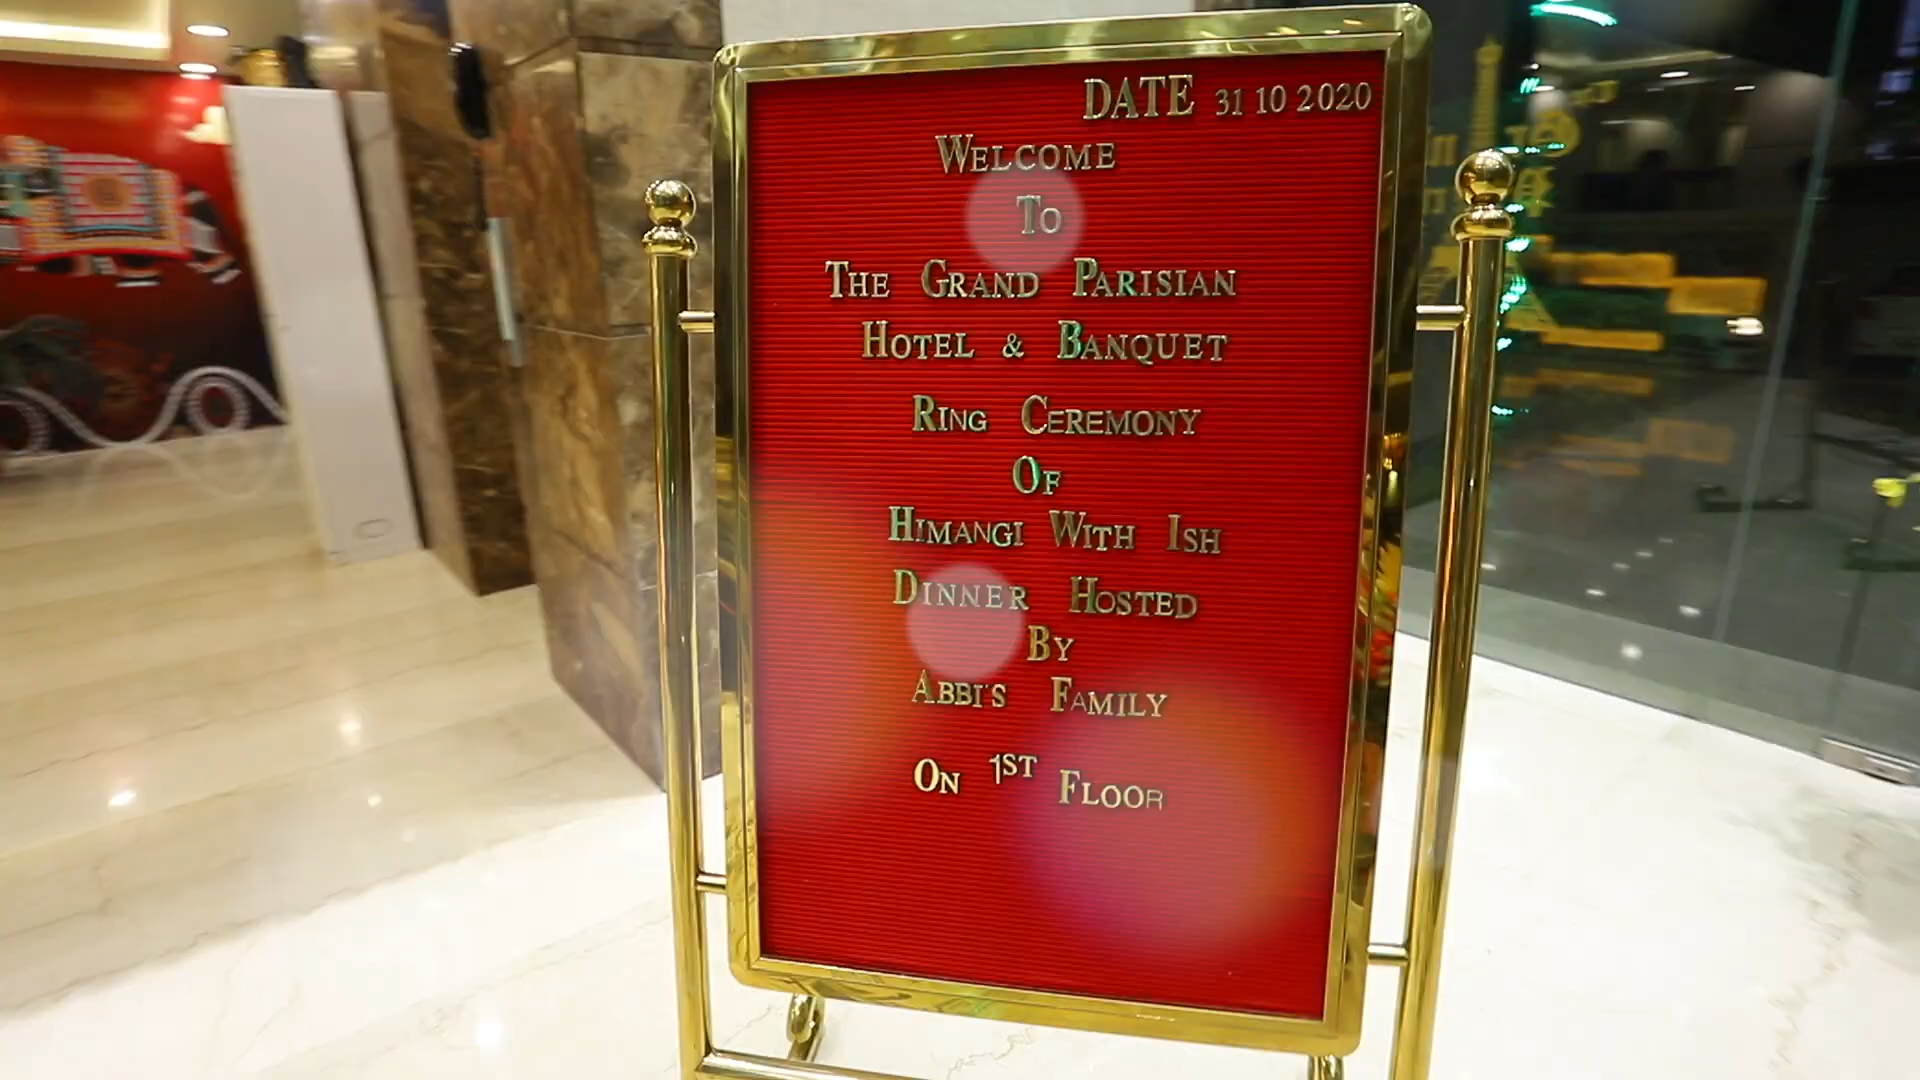 DATE 31 10 2020
WELCOME
TO
THE GRAND PARISIAN
HOTEL & BANQUET
RING CEREMONY
OF
HIMANGI WITH ISH
DINNER HOSTED
BY
ABBI'S FAMILY
ON 1ST FLOOR